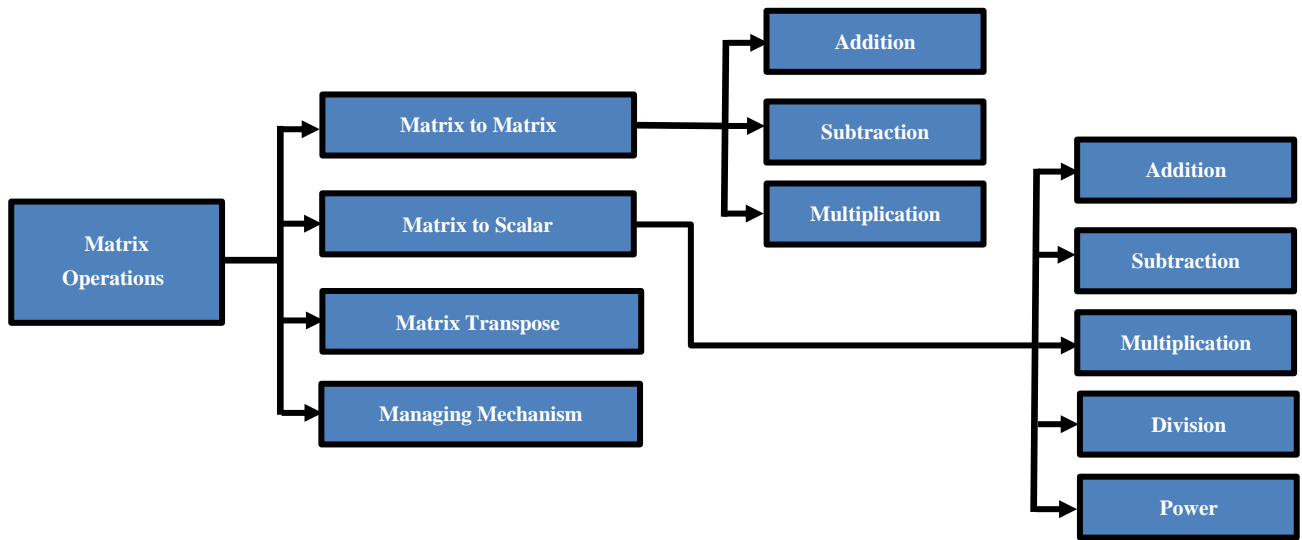 Matrix
Operations
Matrix to Matrix
Matrix to Scalar
Matrix Transpose
Managing Mechanism
Addition
Subtraction
Multiplication
Addition
Subtraction
Multiplication
Division
Power